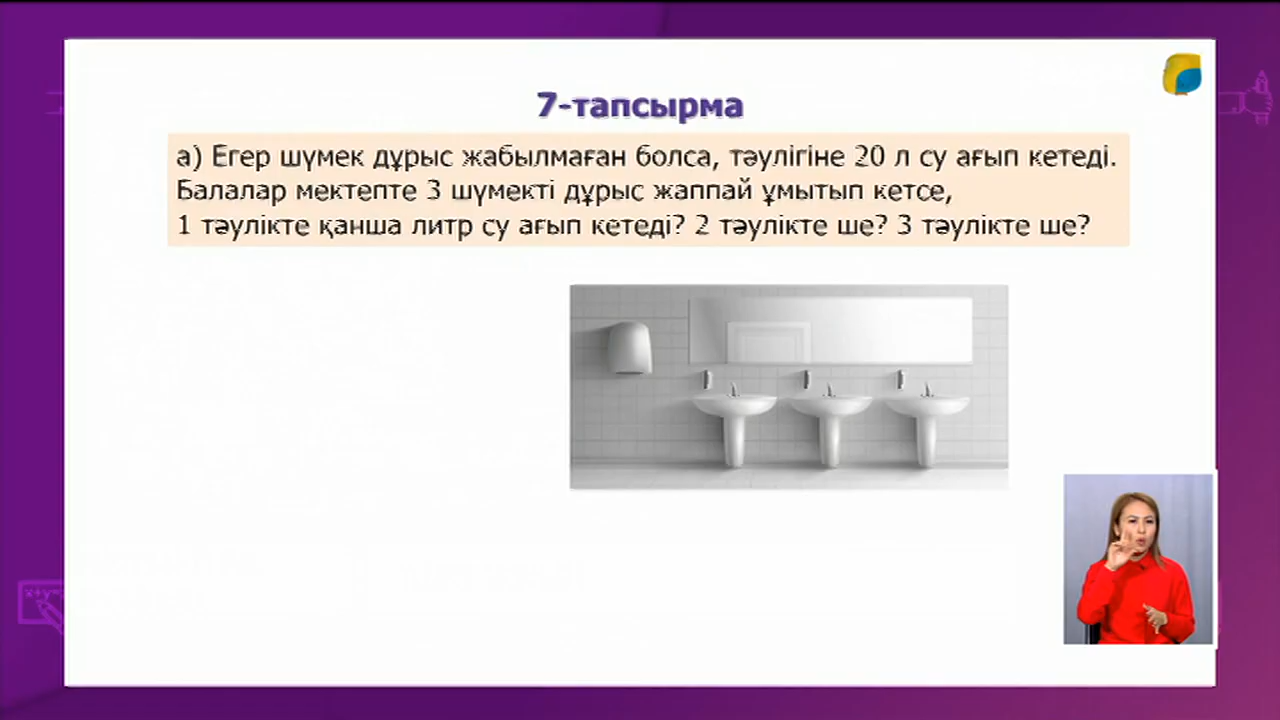 7-тапсырма
а) Егер шүмек дұрыс жабылмаған болса, тәулігіне 20 л су ағып кетеді.
Балалар мектепте 3 шүмекті дұрыс жаппай ұмытып кетсе,
1 тәулікте қанша литр су ағып кетеді? 2 тәулікте ше? 3 тәулікте ше?